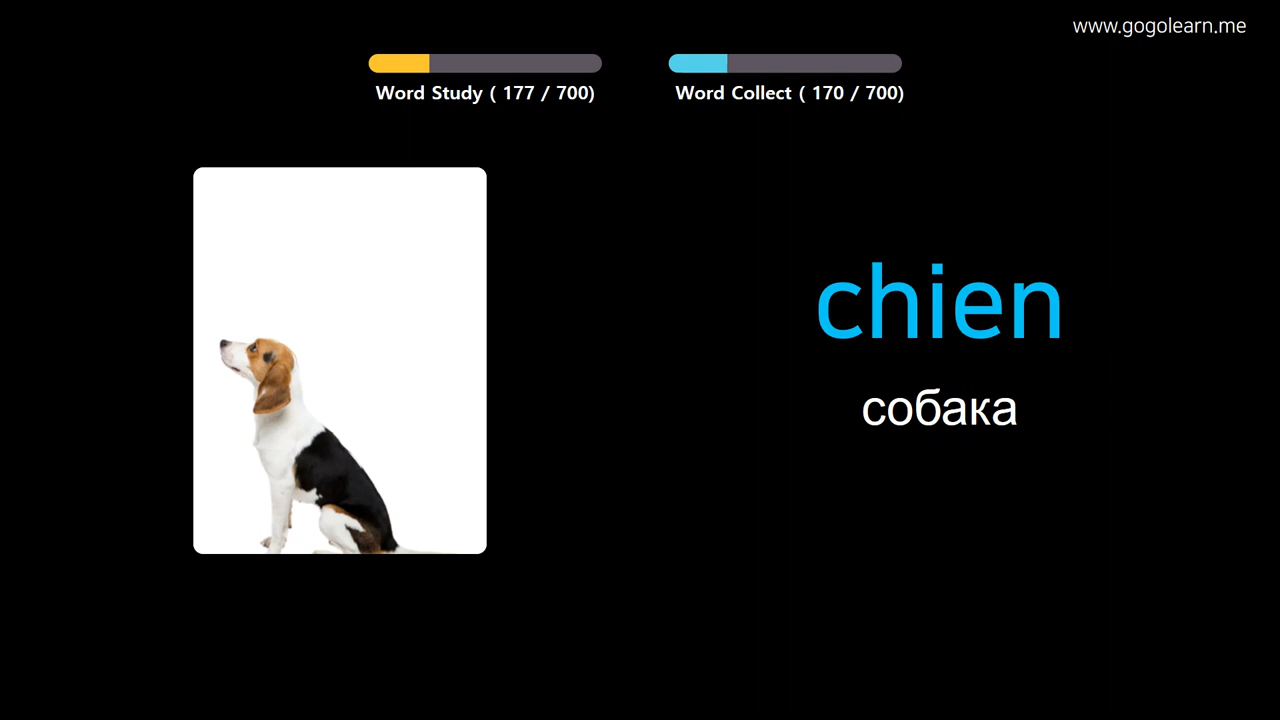 www.gogolearn.me
Word Study ( 177 / 700)
Word Collect ( 170 / 700)
chien
собака